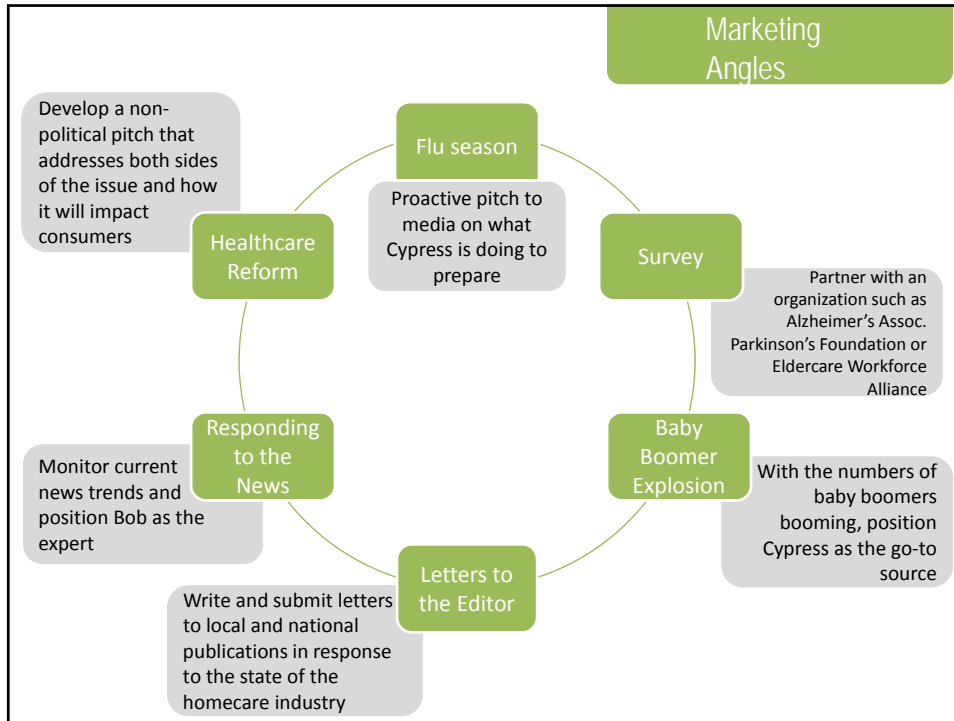 Marketing
Angles
Flu season
Proactive pitch to
media on what
Cypress is doing to
prepare
Survey
Partner with an
organization such as
Alzheimer's Assoc.
Parkinson's Foundation or
Eldercare Workforce
Alliance
Baby
Boomer
Explosion
With the numbers of
baby boomers
booming, position
Cypress as the go-to
source
Letters to
the Editor
Write and submit letters
to local and national
publications in response
to the state of the
homecare industry
Responding
to the
News
Monitor current
news trends and
position Bob as the
expert
Healthcare
Reform
Develop a non-
political pitch that
addresses both sides
of the issue and how
it will impact
consumers